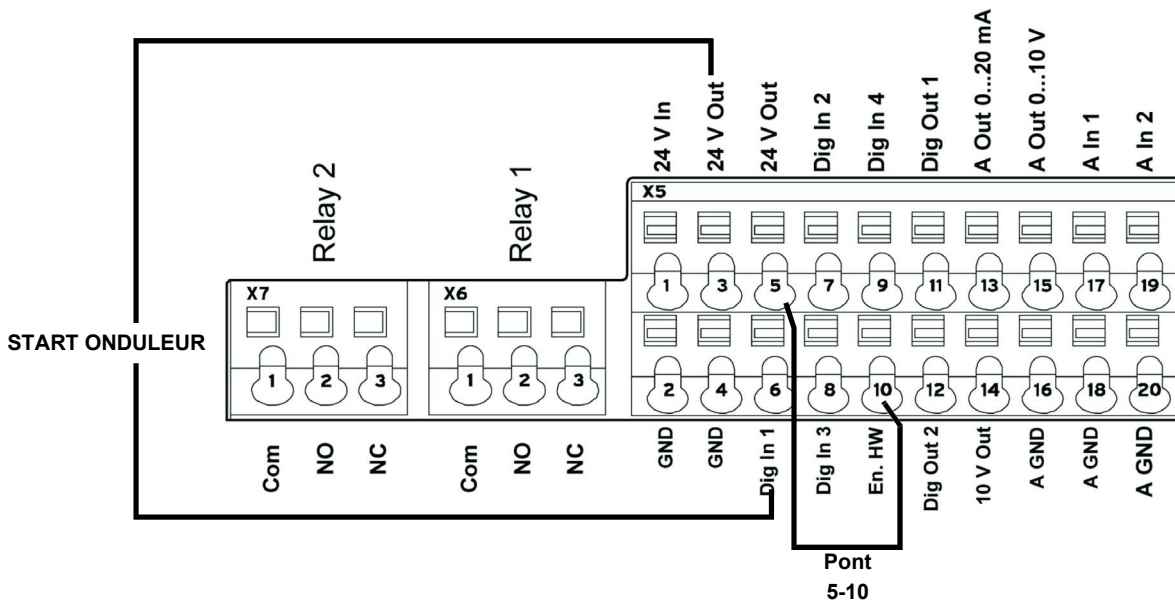 24 V In
24 V Out
24 V Out
Dig In 2
Dig In 4
Dig Out 1
A Out 0...20 mA
A Out 0...10 V
A In 1
A In 2
Relay 2
Relay 1
X5
1 3 5 7 9 11 13 15 17 19
X7
X6
START ONDULEUR
1 2 3
1 2 3
2 4 6 8 10 12 14 16 18 20
Com
NO
NC
Com
NO
NC
GND
GND
Dig In 1
Dig In 3
En. HW
Dig Out 2
10 V Out
A GND
A GND
A GND
Pont
5-10